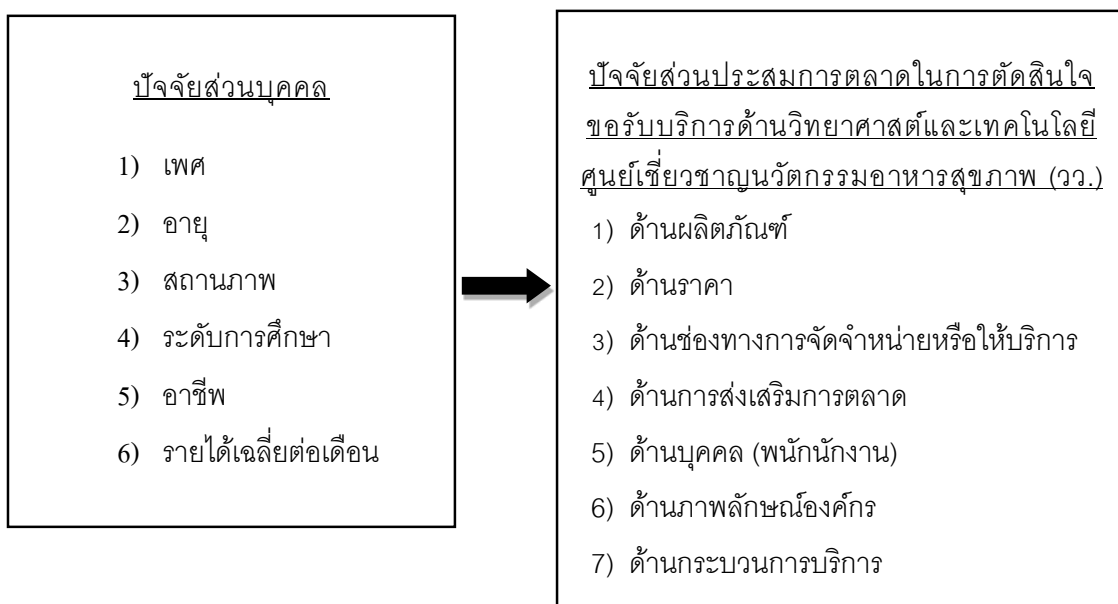 ปัจจัยส่วนบุคคล
1) เพศ
2) อายุ
3) สถานภาพ
4) ระดับการศึกษา
5) อาชีพ
6) รายได้เฉลี่ยต่อเดือน
ปัจจัยส่วนประสมการตลาดในการตัดสินใจ
ขอรับบริการด้านวิทยาศาสต์และเทคโนโลยี
ศูนย์เชี่ยวชาญนวัตกรรมอาหารสุขภาพ (วว.)
1) ด้านผลิตภัณฑ์
2) ด้านราคา
3) ด้านช่องทางการจัดจำหน่ายหรือให้บริการ
4) ด้านการส่งเสริมการตลาด
5) ด้านบุคคล (พนักนักงาน)
6) ด้านภาพลักษณ์องค์กร
7) ด้านกระบวนการบริการ